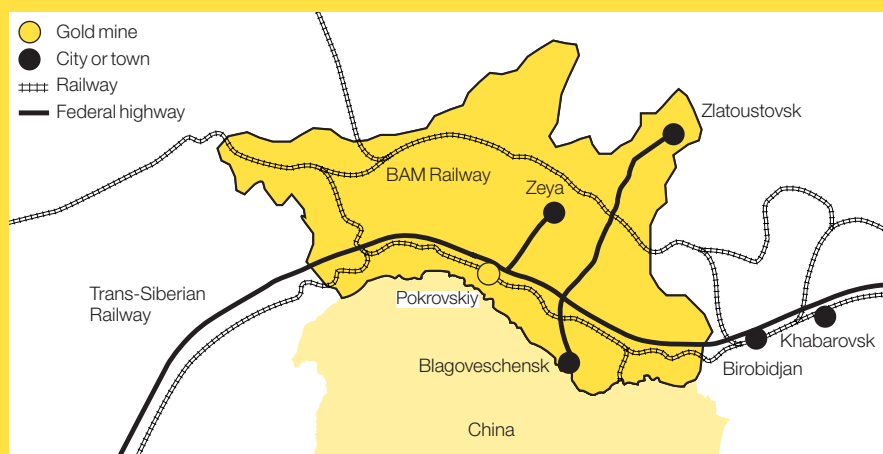 Gold mine
City or town
Railway
Federal highway
Zlatoustovsk
BAM Railway
Zeya
Trans-Siberian
Railway
Pokrovskiy
Khabarovsk
Blagoveschensk
Birobidjan
China